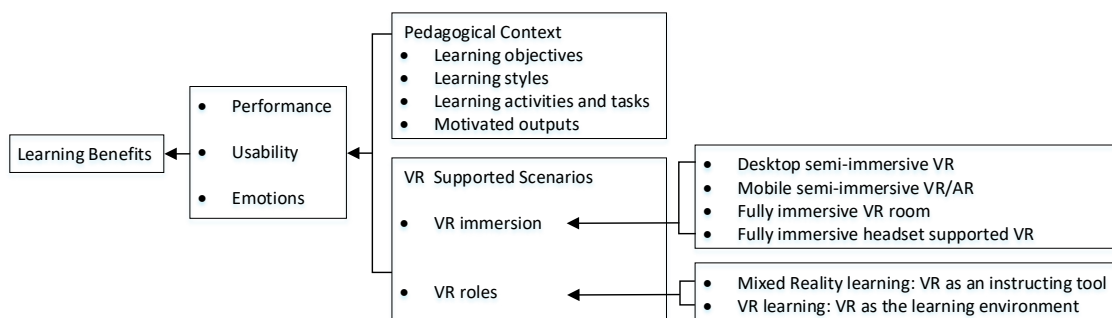 Learning Benefits
• Performance
• Usability
• Emotions
Pedagogical Context
• Learning objectives
• Learning styles
• Learning activities and tasks
• Motivated outputs
VR Supported Scenarios
• VR immersion
• VR roles
• Desktop semi-immersive VR
• Mobile semi-immersive VR/AR
• Fully immersive VR room
• Fully immersive headset supported VR
• Mixed Reality learning: VR as an instructing tool
• VR learning: VR as the learning environment